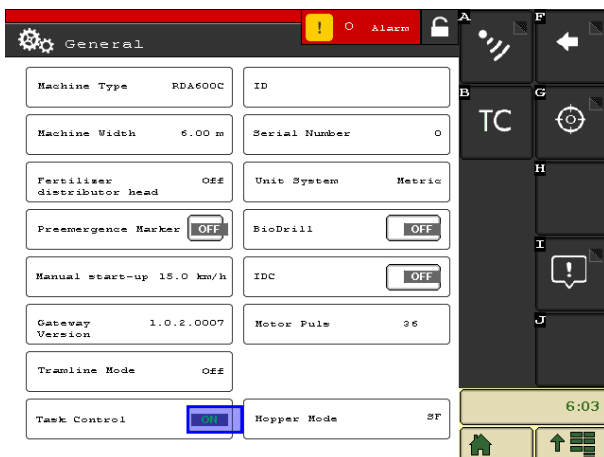 General
! Alarm
Machine Type RDA600C
ID
Machine Width 6.00 m
Serial Number 0
Fertiliser Off
distributor head
Unit System Metric
Preemergence Marker OFF
BioDrill OFF
Manual start-up 15.0 km/h
IDC OFF
Gateway 1.0.2.0007
Version
Motor Puls 36
Tramline Mode Off
Task Control ON
Hopper Mode SF
A
F
B
TC
G
H
I
!
J
6:03